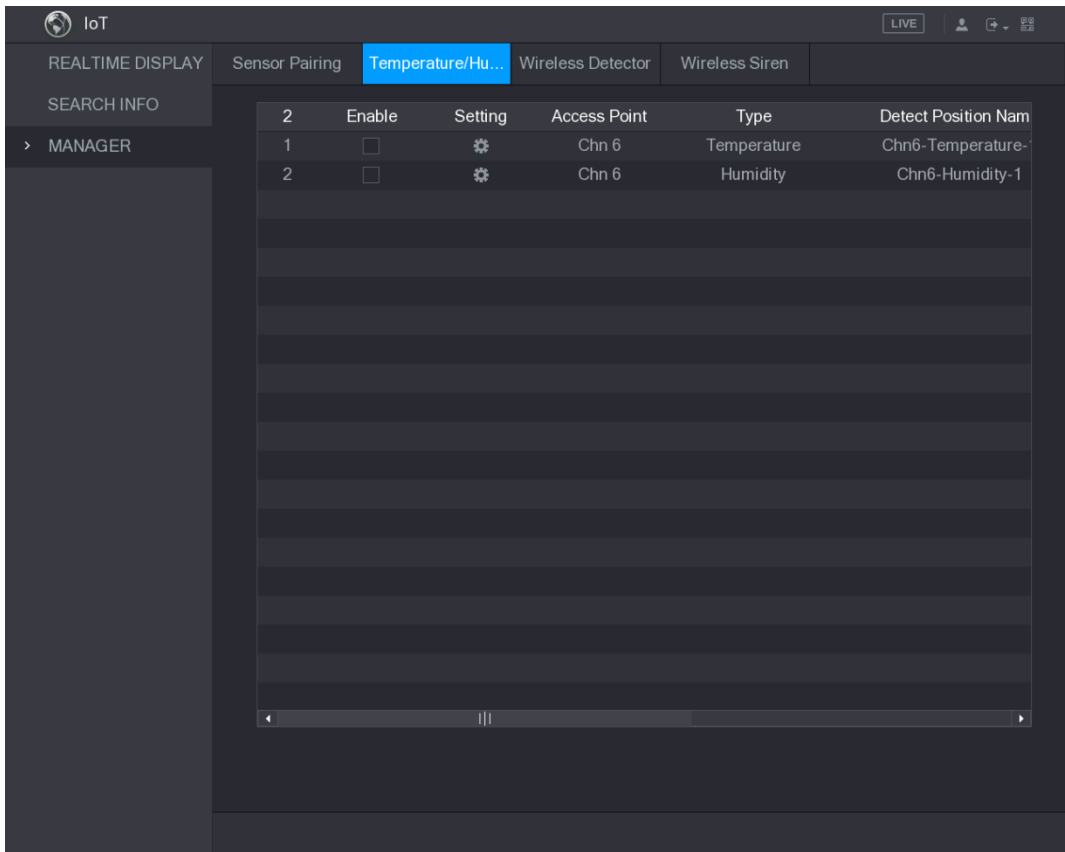 IoT
LIVE
REALTIME DISPLAY
SEARCH INFO
MANAGER
Sensor Pairing Temperature/Hu... Wireless Detector Wireless Siren
2 Enable Setting Access Point Type Detect Position Nam
1 Chn 6 Temperature Chn6-Temperature-1
2 Chn 6 Humidity Chn6-Humidity-1